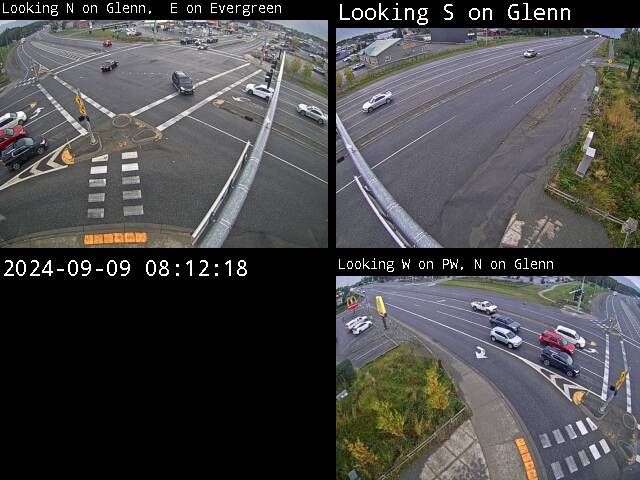 Looking N on Glenn,  E on Evergreen
Looking S on Glenn
2024-09-09 08:12:18
Looking W on PW, N on Glenn